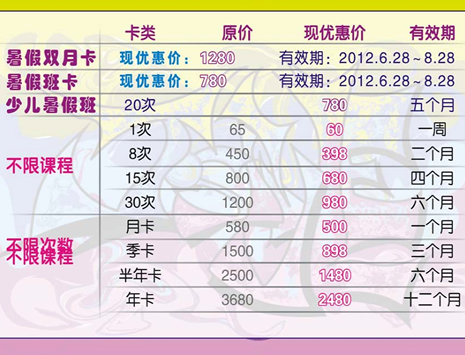 卡类 原价 现优惠价 有效期
暑假双月卡 现优惠价：1280 有效期：2012.6.28~8.28
暑假班卡 现优惠价：780 有效期：2012.6.28~8.28
少儿暑假班 20次 780 五个月
1次 65 60 一周
不限课程 8次 450 398 二个月
15次 800 680 四个月
30次 1200 980 六个月
月卡 580 500 一个月
不限次数
不限课程 季卡 1500 898 三个月
半年卡 2500 1480 六个月
年卡 3680 2480 十二个月